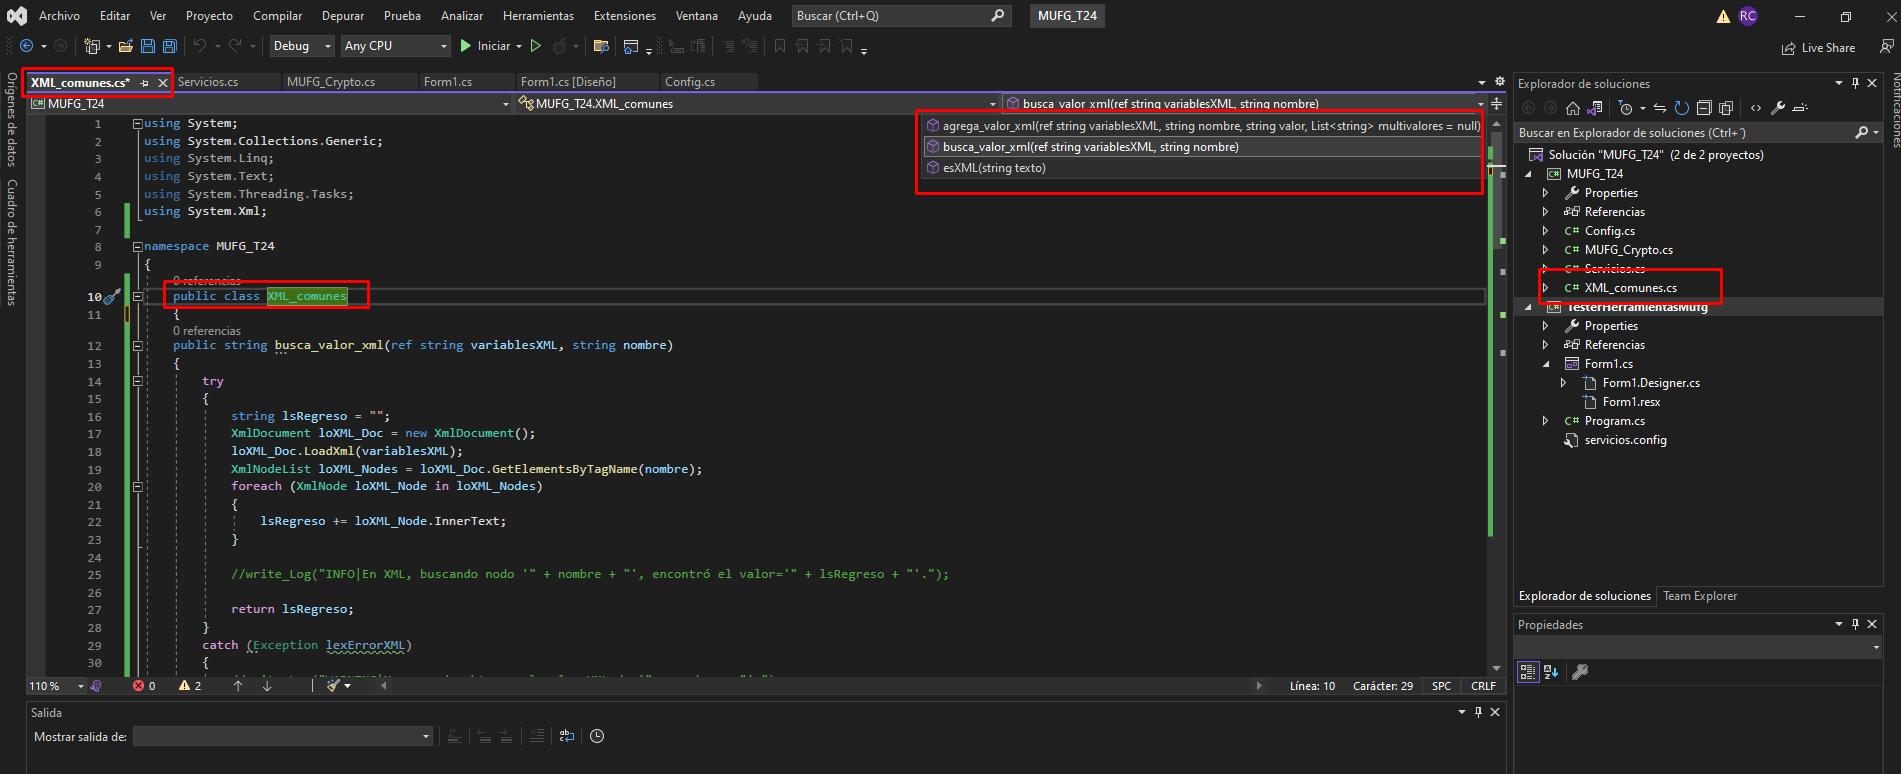 Archivo Editar Ver Proyecto Compilar Depurar Prueba Analizar Herramientas Extensiones Ventana Ayuda Buscar (Ctrl+Q) MUFG_T24 RC
Debug Any CPU Iniciar Live Share
Orígenes de datos
Cuadro de herramientas
XML_comunes.cs* Servicios.cs MUFG_Crypto.cs Form1.cs Form1.cs [Diseño] Config.cs
MUFG_T24 MUFG_T24.XML_comunes busca_valor_xml(ref string variablesXML, string nombre)
agrega_valor_xml(ref string variablesXML, string nombre, string valor, List<string> multivalores = null)
busca_valor_xml(ref string variablesXML, string nombre)
esXML(string texto)
1 using System;
2 using System.Collections.Generic;
3 using System.Linq;
4 using System.Text;
5 using System.Threading.Tasks;
6 using System.Xml;
7
8 namespace MUFG_T24
9 {
0 referencias
10 public class XML_comunes
11 {
0 referencias
12 public string busca_valor_xml(ref string variablesXML, string nombre)
13 {
14 try
15 {
16 string lsRegreso = "";
17 XmlDocument loXML_Doc = new XmlDocument();
18 loXML_Doc.LoadXml(variablesXML);
19 XmlNodeList loXML_Nodes = loXML_Doc.GetElementsByTagName(nombre);
20 foreach (XmlNode loXML_Node in loXML_Nodes)
21 {
22 lsRegreso += loXML_Node.InnerText;
23 }
24
25 //write_Log("INFO|En XML, buscando nodo '" + nombre + "', encontró el valor='" + lsRegreso + "'.");
26
27 return lsRegreso;
28 }
29 catch (Exception lexErrorXML)
30 {
110 % 0 2 Línea: 10 Carácter: 29 SPC CRLF
Salida
Mostrar salida de:
Explorador de soluciones
Buscar en Explorador de soluciones (Ctrl+´)
Solución "MUFG_T24" (2 de 2 proyectos)
MUFG_T24
Properties
Referencias
Config.cs
MUFG_Crypto.cs
Servicios.cs
XML_comunes.cs
TesterHerramientasMufg
Properties
Referencias
Form1.cs
Form1.Designer.cs
Form1.resx
Program.cs
servicios.config
Explorador de soluciones Team Explorer
Propiedades
Notificaciones